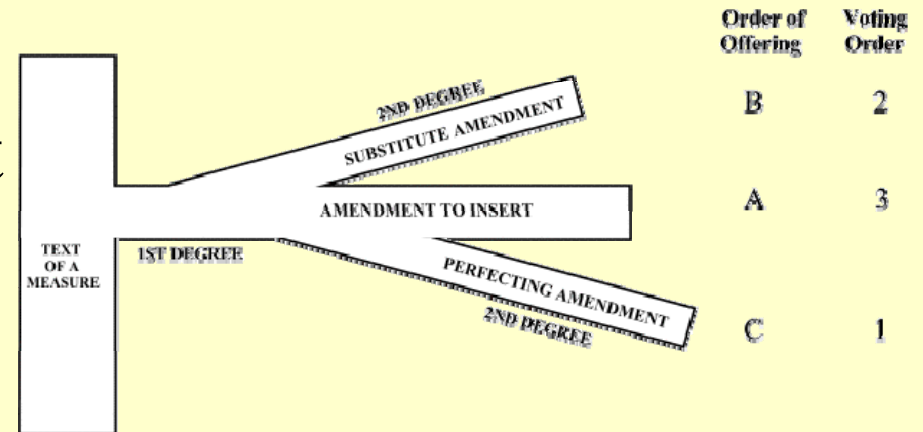 Order of Voting
Offering Order
2ND DEGREE
SUBSTITUTE AMENDMENT
B 2
AMENDMENT TO INSERT
A 3
TEXT
OF A
MEASURE
1ST DEGREE
PERFECTING AMENDMENT
2ND DEGREE
C 1